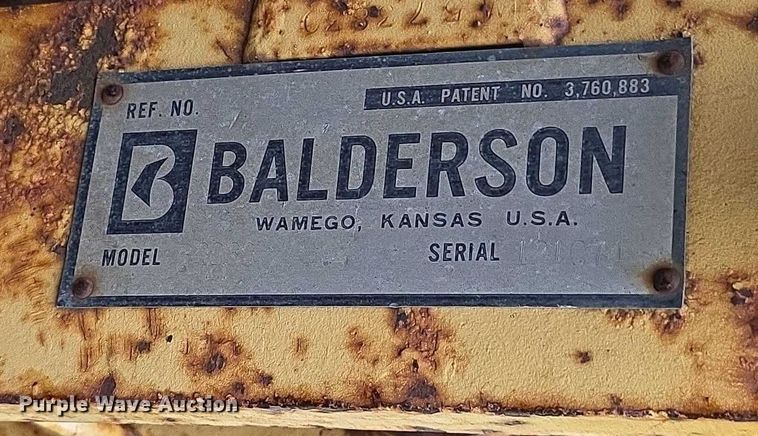 REF. NO.
U.S.A. PATENT NO. 3,760,883
B BALDERSON
WAMEGO, KANSAS U.S.A.
MODEL
SERIAL
Purple Wave Auction